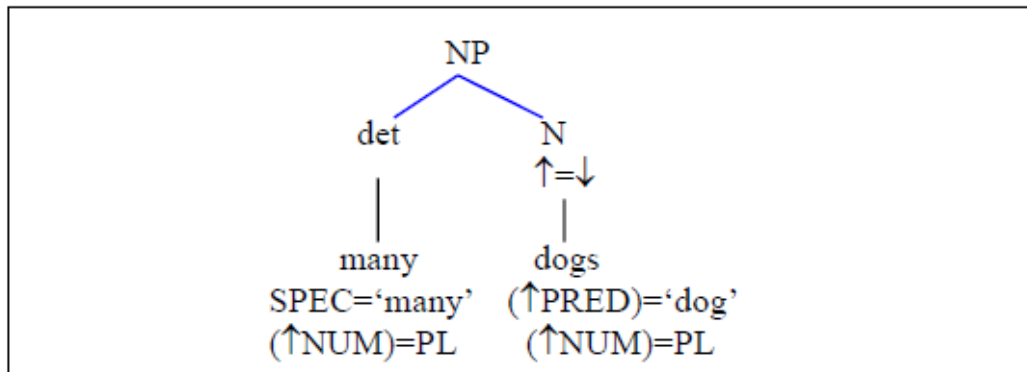 NP
det N
↑=↓
many dogs
SPEC=‘many’ (↑PRED)=‘dog’
(↑NUM)=PL (↑NUM)=PL